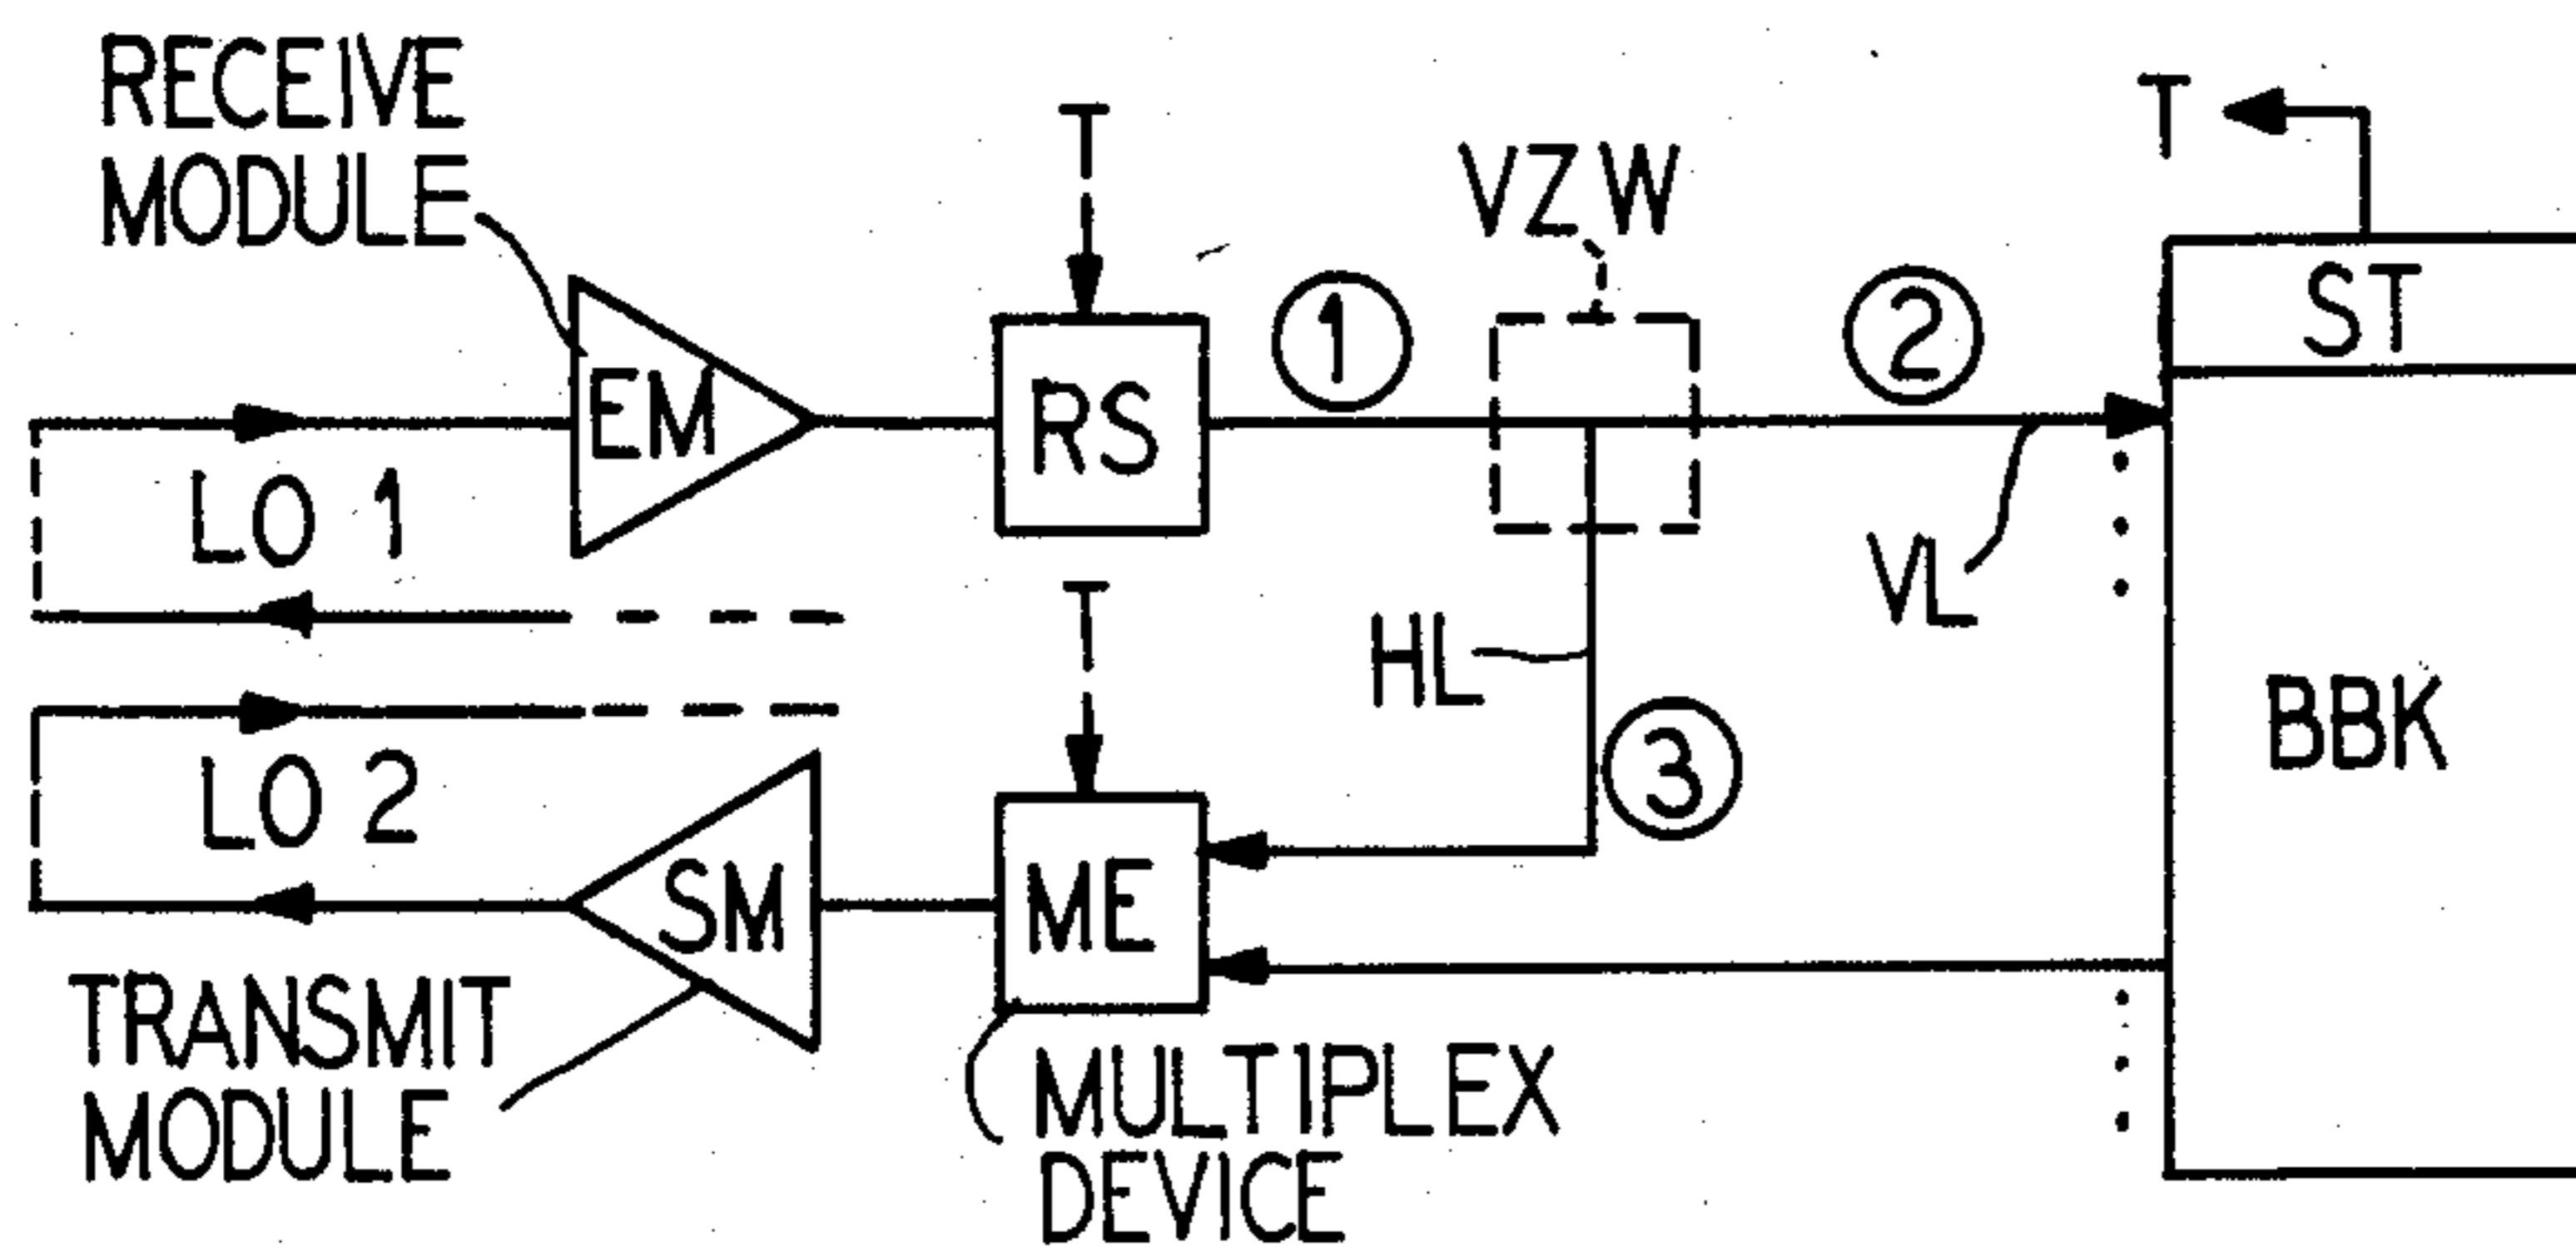 RECEIVE
MODULE
T
VZW
T
ST
1
2
EM
RS
LO 1
VL
HL
T
BBK
LO 2
3
SM
ME
TRANSMIT
MODULE
MULTIPLEX
DEVICE